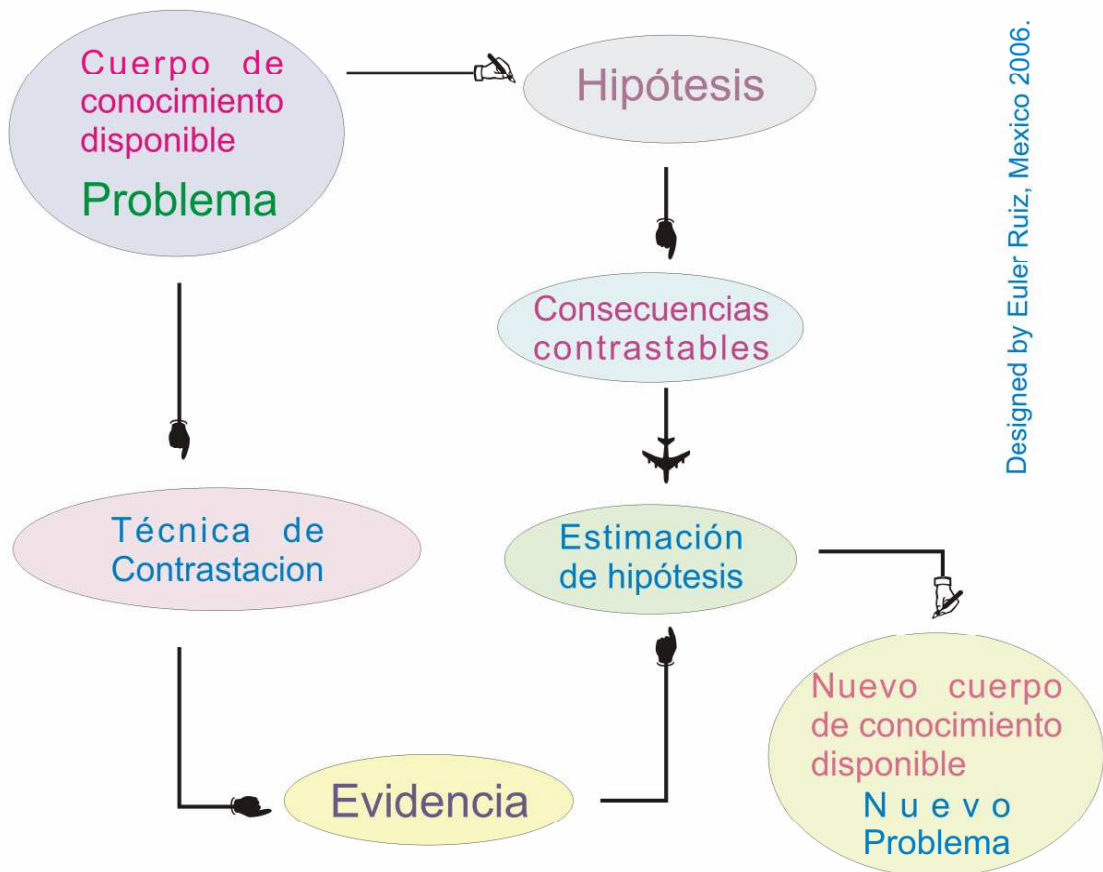 Cuerpo de
conocimiento
disponible
Problema
Hipótesis
Consecuencias
contrastables
Técnica de
Contrastacion
Estimación
de hipótesis
Evidencia
Nuevo cuerpo
de conocimiento
disponible
Nuevo
Problema
Designed by Euler Ruiz, Mexico 2006.